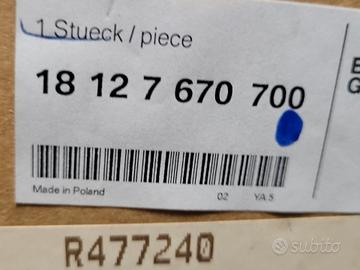 1 Stueck / piece
18 12 7 670 700
Made in Poland
02
YA 5
R477240
subito